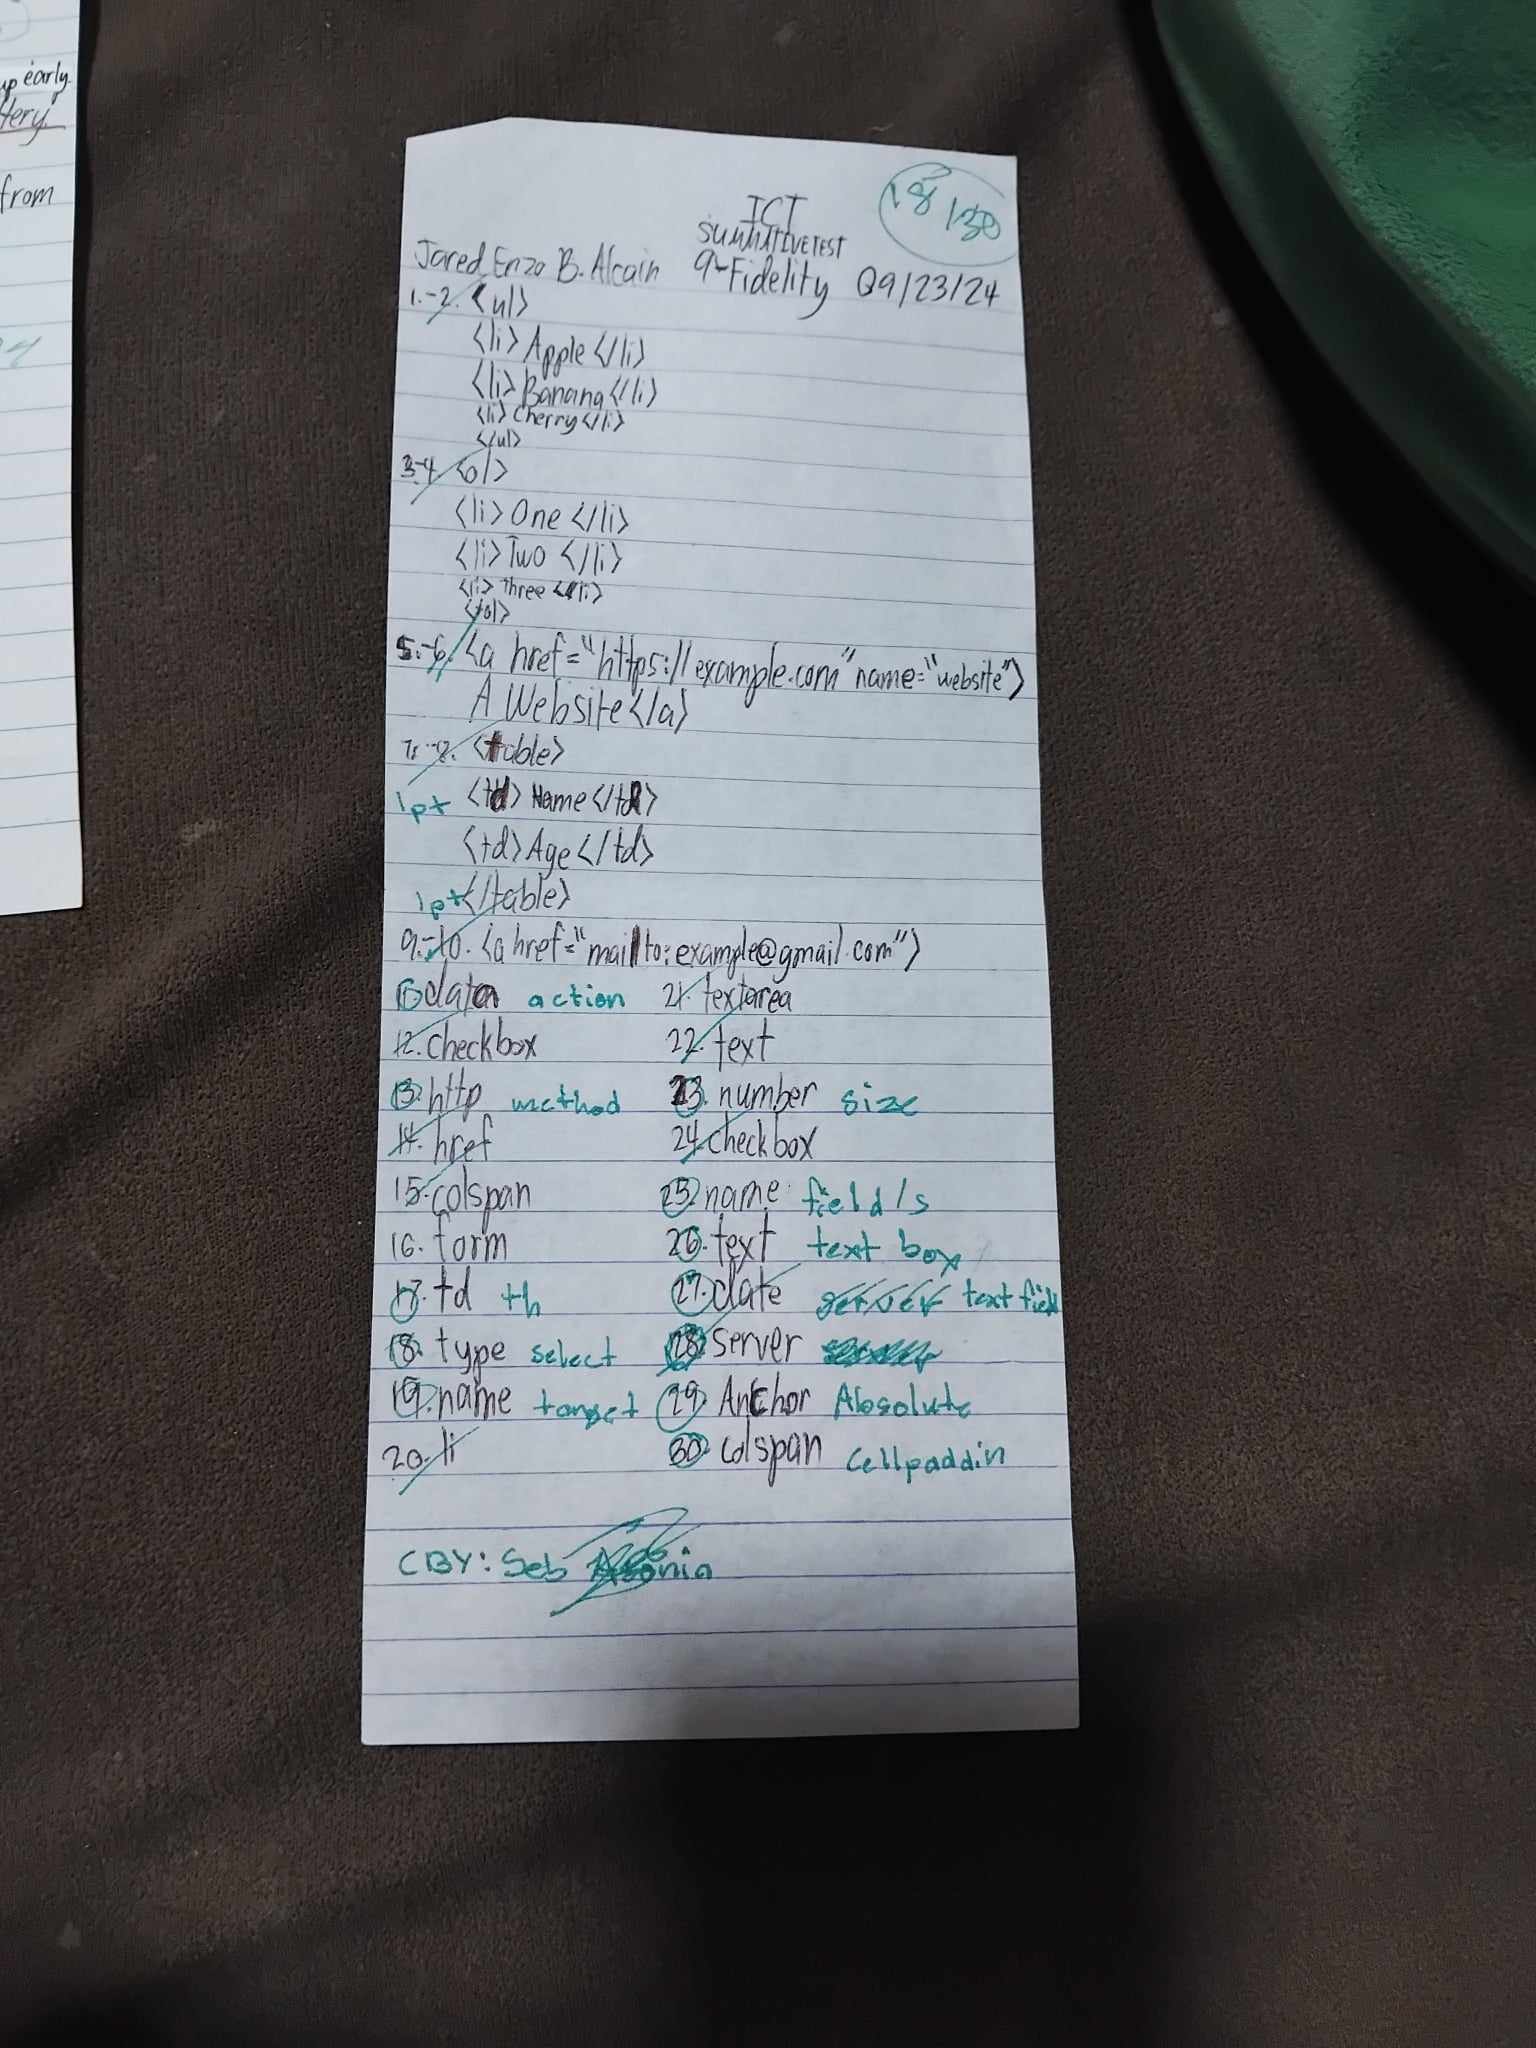 up early.
from
18/30
ICT
SUMMATIVE TEST
Jared Enzo B. Alcain 9-Fidelity 09/23/24
1.-2. <ul>
<li> Apple </li>
<li> Banana </li>
<li> Cherry </li>
</ul>
3-4. <ol>
<li> One </li>
<li> Two </li>
<li> Three </li>
</ol>
5.-6. <a href="https://example.com" name="website">
A Website </a>
7.-8. <table>
1pt <td> Name </td>
<td> Age </td>
1pt </table>
9.-10. <a href="mailto:example@gmail.com">
11. data action 21. textarea
12. checkbox 22. text
13. http method 23. number size
14. href 24. checkbox
15. colspan 25. name field/s
16. form 26. text text box
17. td th 27. date server text field
18. type select 28. server
19. name target 29. Anchor Absolute
20. li 30. colspan cellpaddin
CBY: Seb